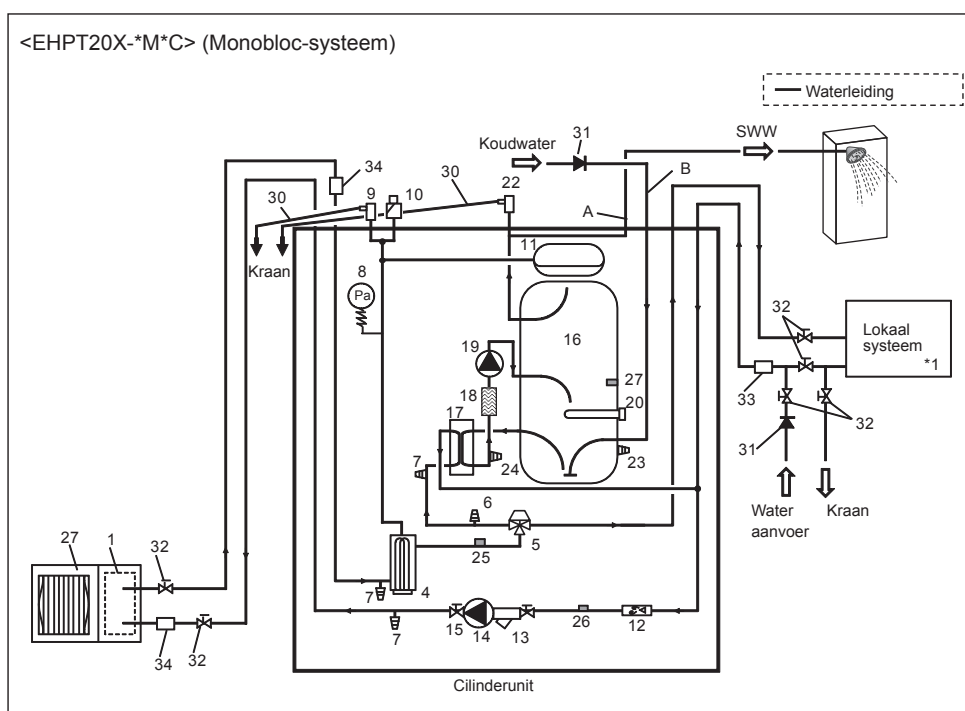 <EHPT20X-*M*C> (Monobloc-systeem)
Waterleiding
Koudwater
31
SWW
34
30
9
10
30
22
A
B
Kraan
8
Pa
11
16
32
Lokaal
systeem
*1
19
27
18
20
33
32
17
7
24
23
31
6
Water
aanvoer
Kraan
5
25
27
1
32
7
4
34
32
7
15
14
13
26
12
Cilinderunit